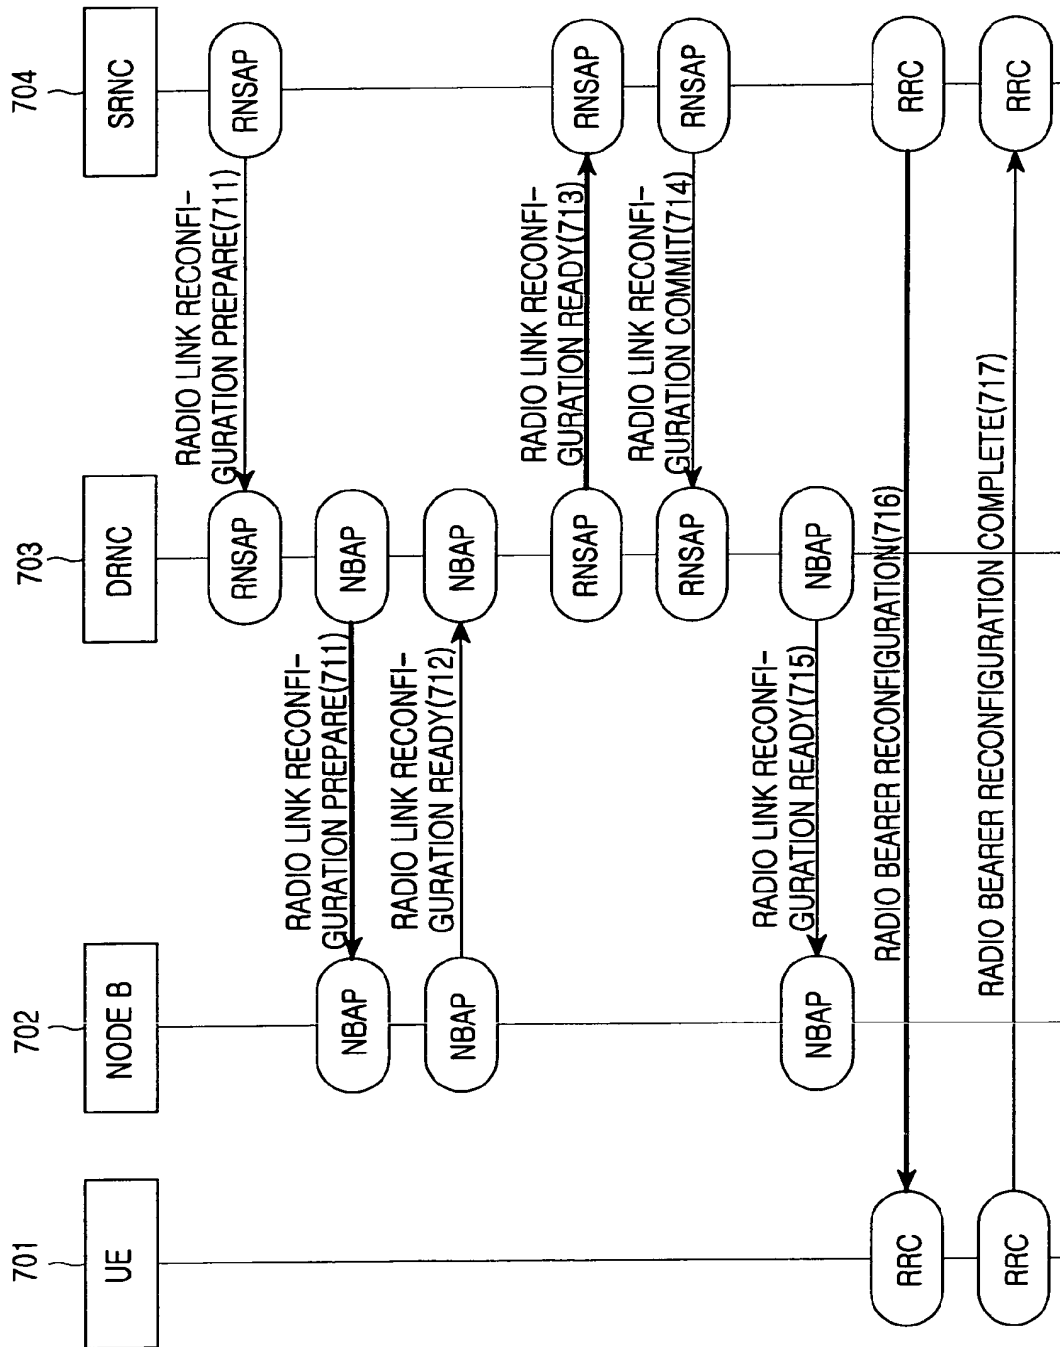 701
702
703
704
UE
NODE B
DRNC
SRNC
RNSAP
RADIO LINK RECONFI-
GURATION PREPARE(711)
RNSAP
NBAP
RADIO LINK RECONFI-
GURATION PREPARE(711)
NBAP
NBAP
RADIO LINK RECONFI-
GURATION READY(712)
NBAP
RNSAP
RADIO LINK RECONFI-
GURATION READY(713)
RNSAP
RNSAP
RADIO LINK RECONFI-
GURATION COMMIT(714)
RNSAP
NBAP
RADIO LINK RECONFI-
GURATION READY(715)
NBAP
RRC
RADIO BEARER RECONFIGURATION(716)
RRC
RRC
RADIO BEARER RECONFIGURATION COMPLETE(717)
RRC